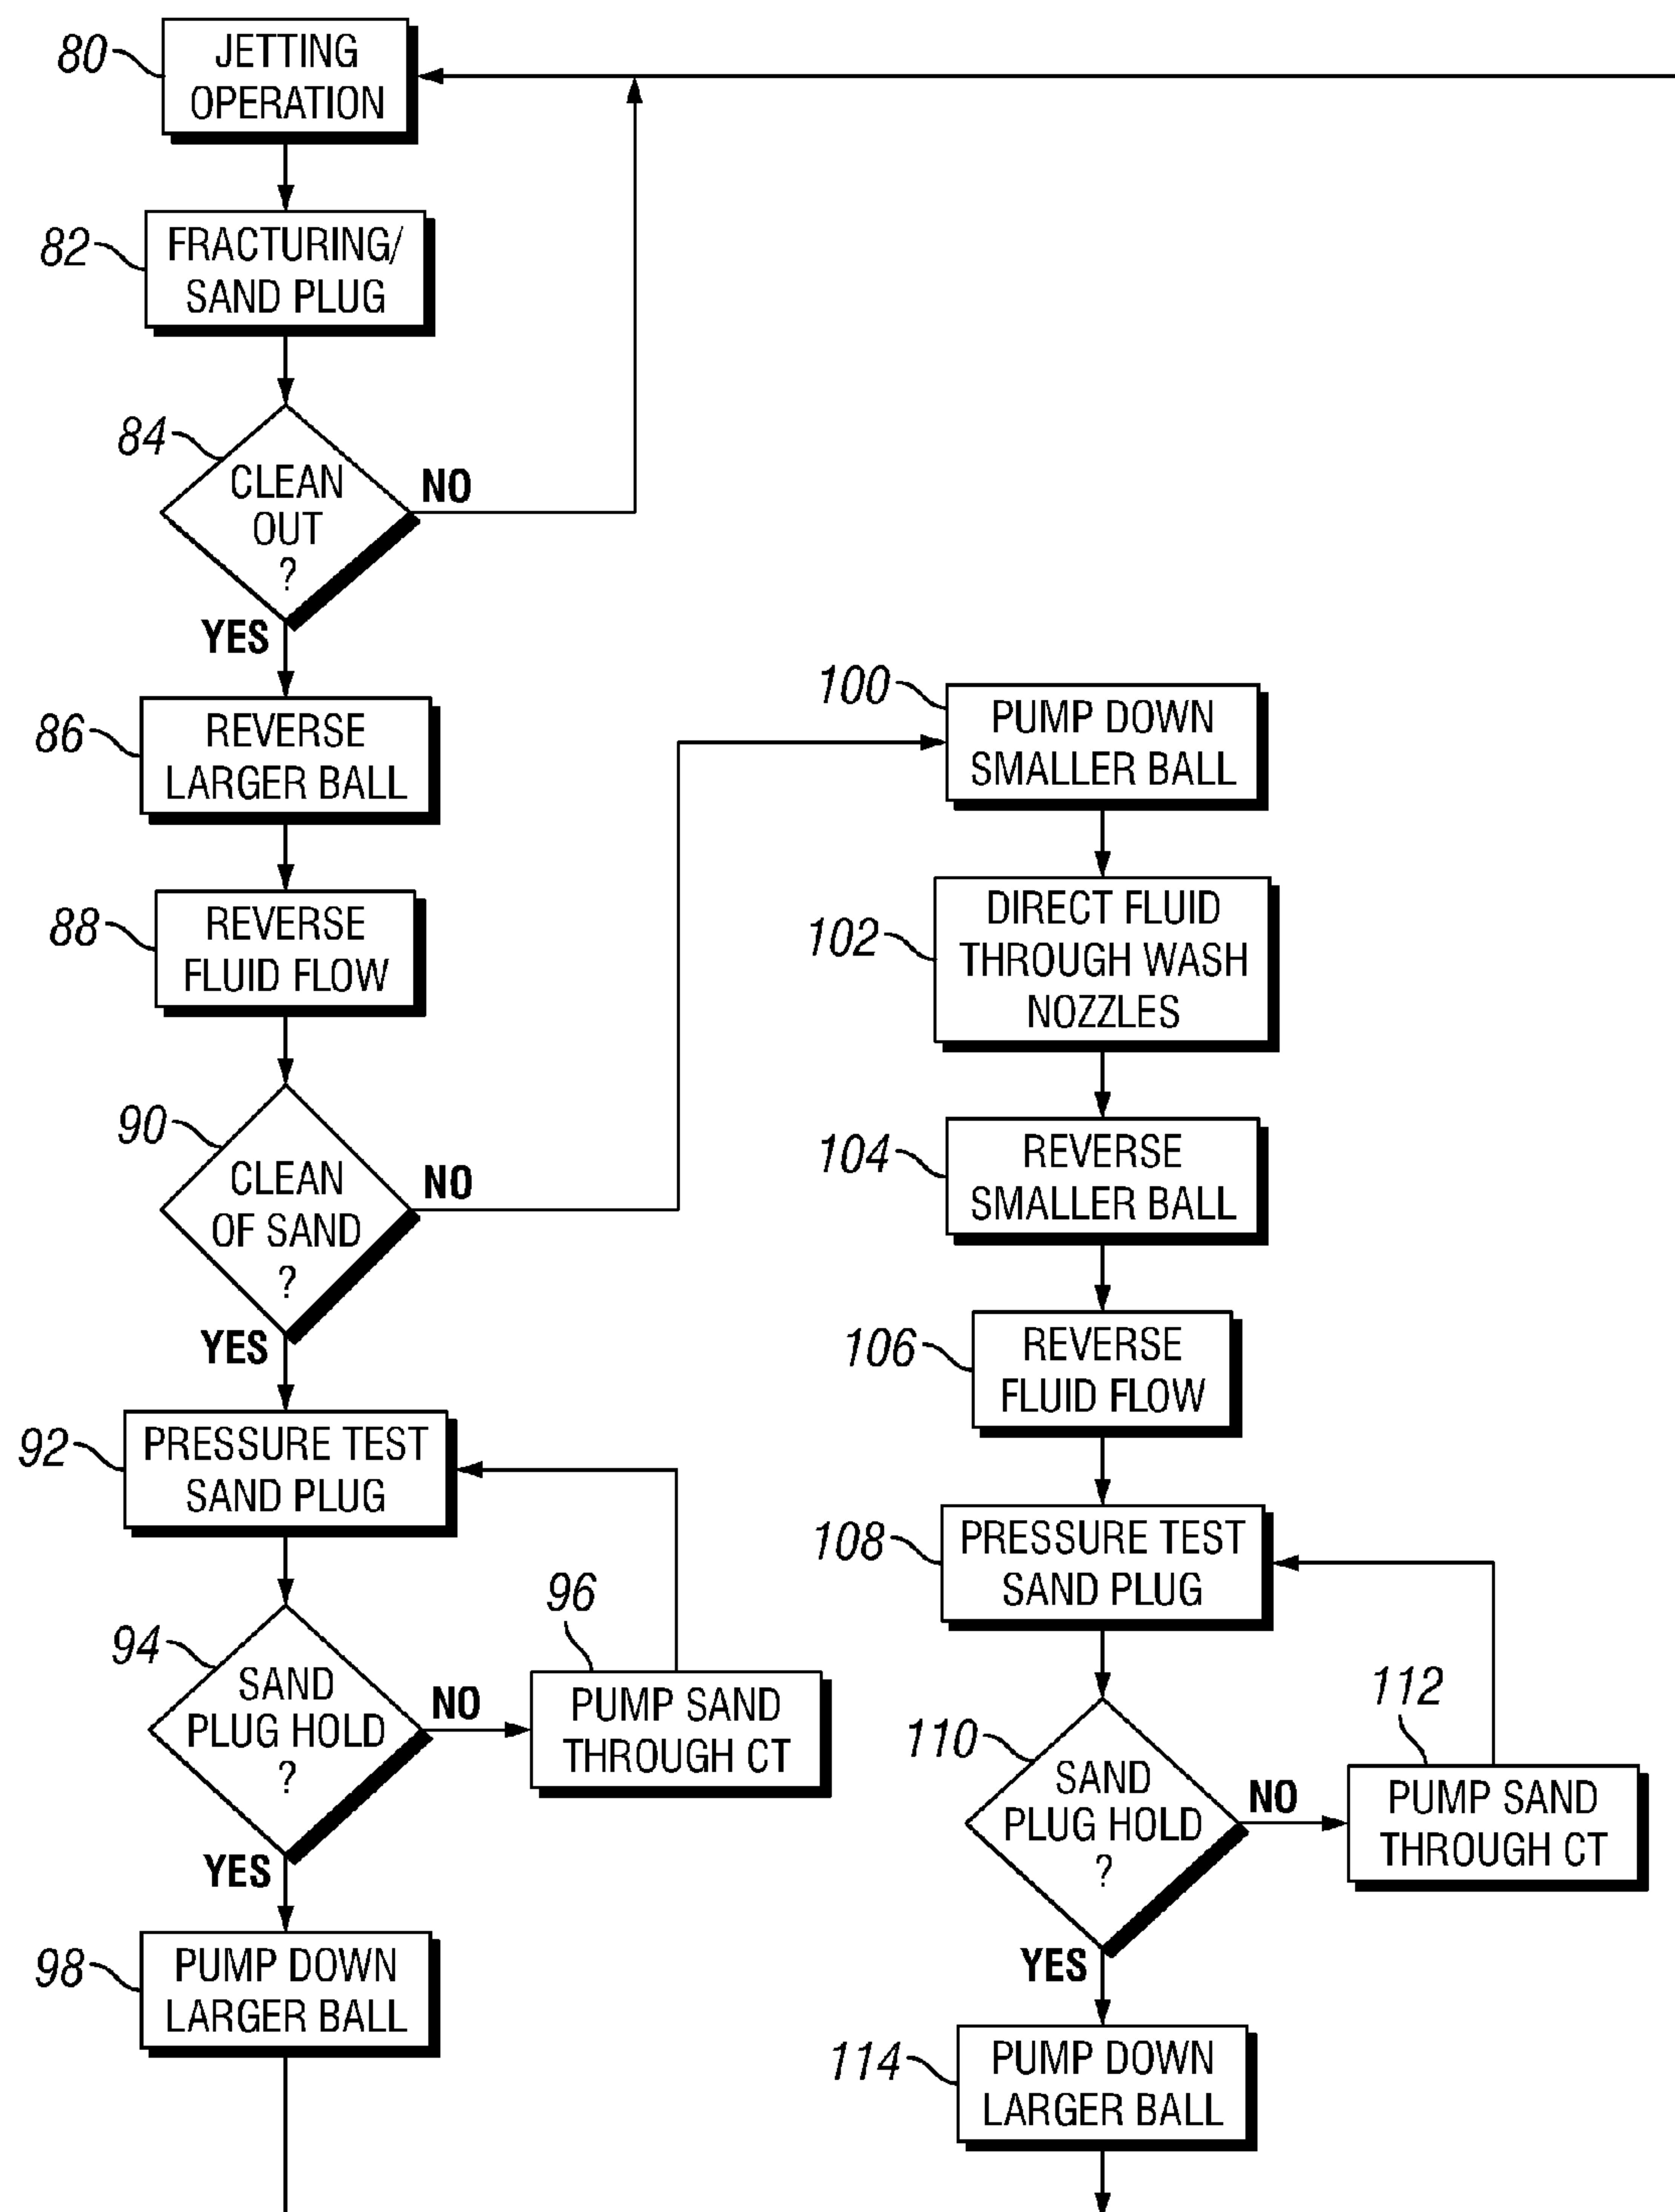 80
JETTING
OPERATION
82
FRACTURING/
SAND PLUG
84
CLEAN
OUT
?
NO
YES
86
REVERSE
LARGER BALL
88
REVERSE
FLUID FLOW
90
CLEAN
OF SAND
?
NO
YES
92
PRESSURE TEST
SAND PLUG
94
SAND
PLUG HOLD
?
NO
96
PUMP SAND
THROUGH CT
YES
98
PUMP DOWN
LARGER BALL
100
PUMP DOWN
SMALLER BALL
102
DIRECT FLUID
THROUGH WASH
NOZZLES
104
REVERSE
SMALLER BALL
106
REVERSE
FLUID FLOW
108
PRESSURE TEST
SAND PLUG
110
SAND
PLUG HOLD
?
NO
112
PUMP SAND
THROUGH CT
YES
114
PUMP DOWN
LARGER BALL